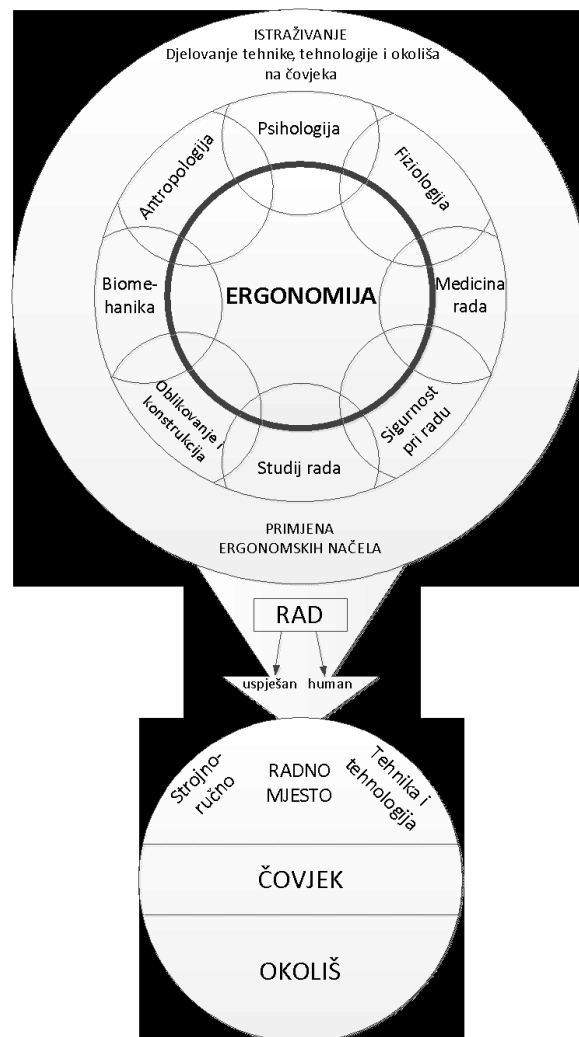 ISTRAŽIVANJE
Djelovanje tehnike, tehnologije i okoliša
na čovjeka
Psihologija
Antropologija
Fiziologija
Biome-
hanika
ERGONOMIJA
Medicina
rada
Oblikovanje i
konstrukcija
Studij rada
Sigurnost
pri radu
PRIMJENA
ERGONOMSKIH NAČELA
RAD
uspješan human
Strojno-
ručno
RADNO
MJESTO
Tehnika i
tehnologija
ČOVJEK
OKOLIŠ